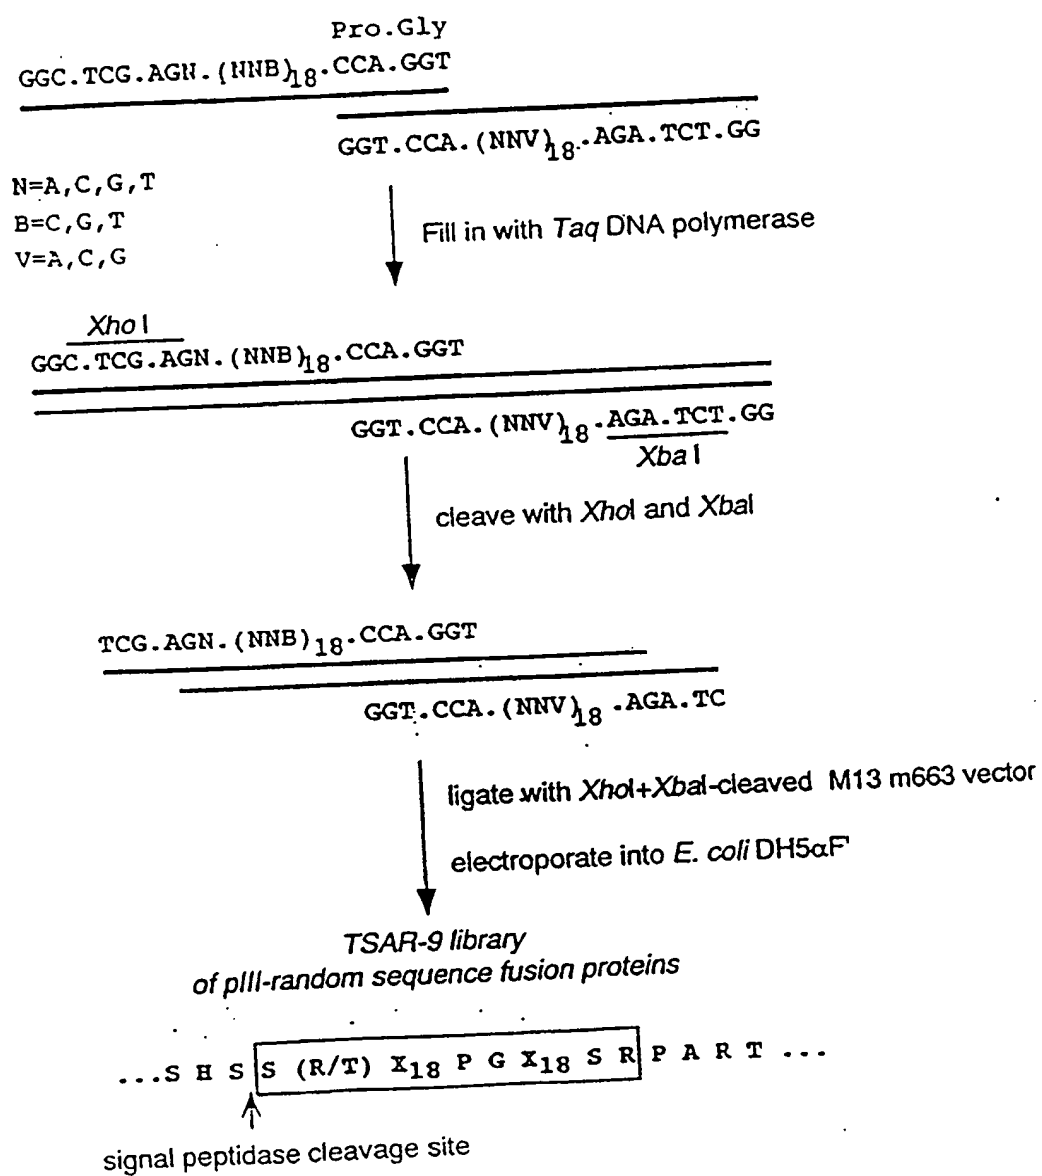 Pro.Gly
GGC.TCG.AGN.(NNB)18.CCA.GGT
GGT.CCA.(NNV)18.AGA.TCT.GG
N=A,C,G,T
B=C,G,T
V=A,C,G
Fill in with Taq DNA polymerase
XhoI
GGC.TCG.AGN.(NNB)18.CCA.GGT
GGT.CCA.(NNV)18.AGA.TCT.GG
XbaI
cleave with XhoI and XbaI
TCG.AGN.(NNB)18.CCA.GGT
GGT.CCA.(NNV)18.AGA.TC
ligate with XhoI+XbaI-cleaved M13 m663 vector
electroporate into E. coli DH5αF'
TSAR-9 library
of pIII-random sequence fusion proteins
...S H S S (R/T) X18 P G X18 S R P A R T ...
signal peptidase cleavage site